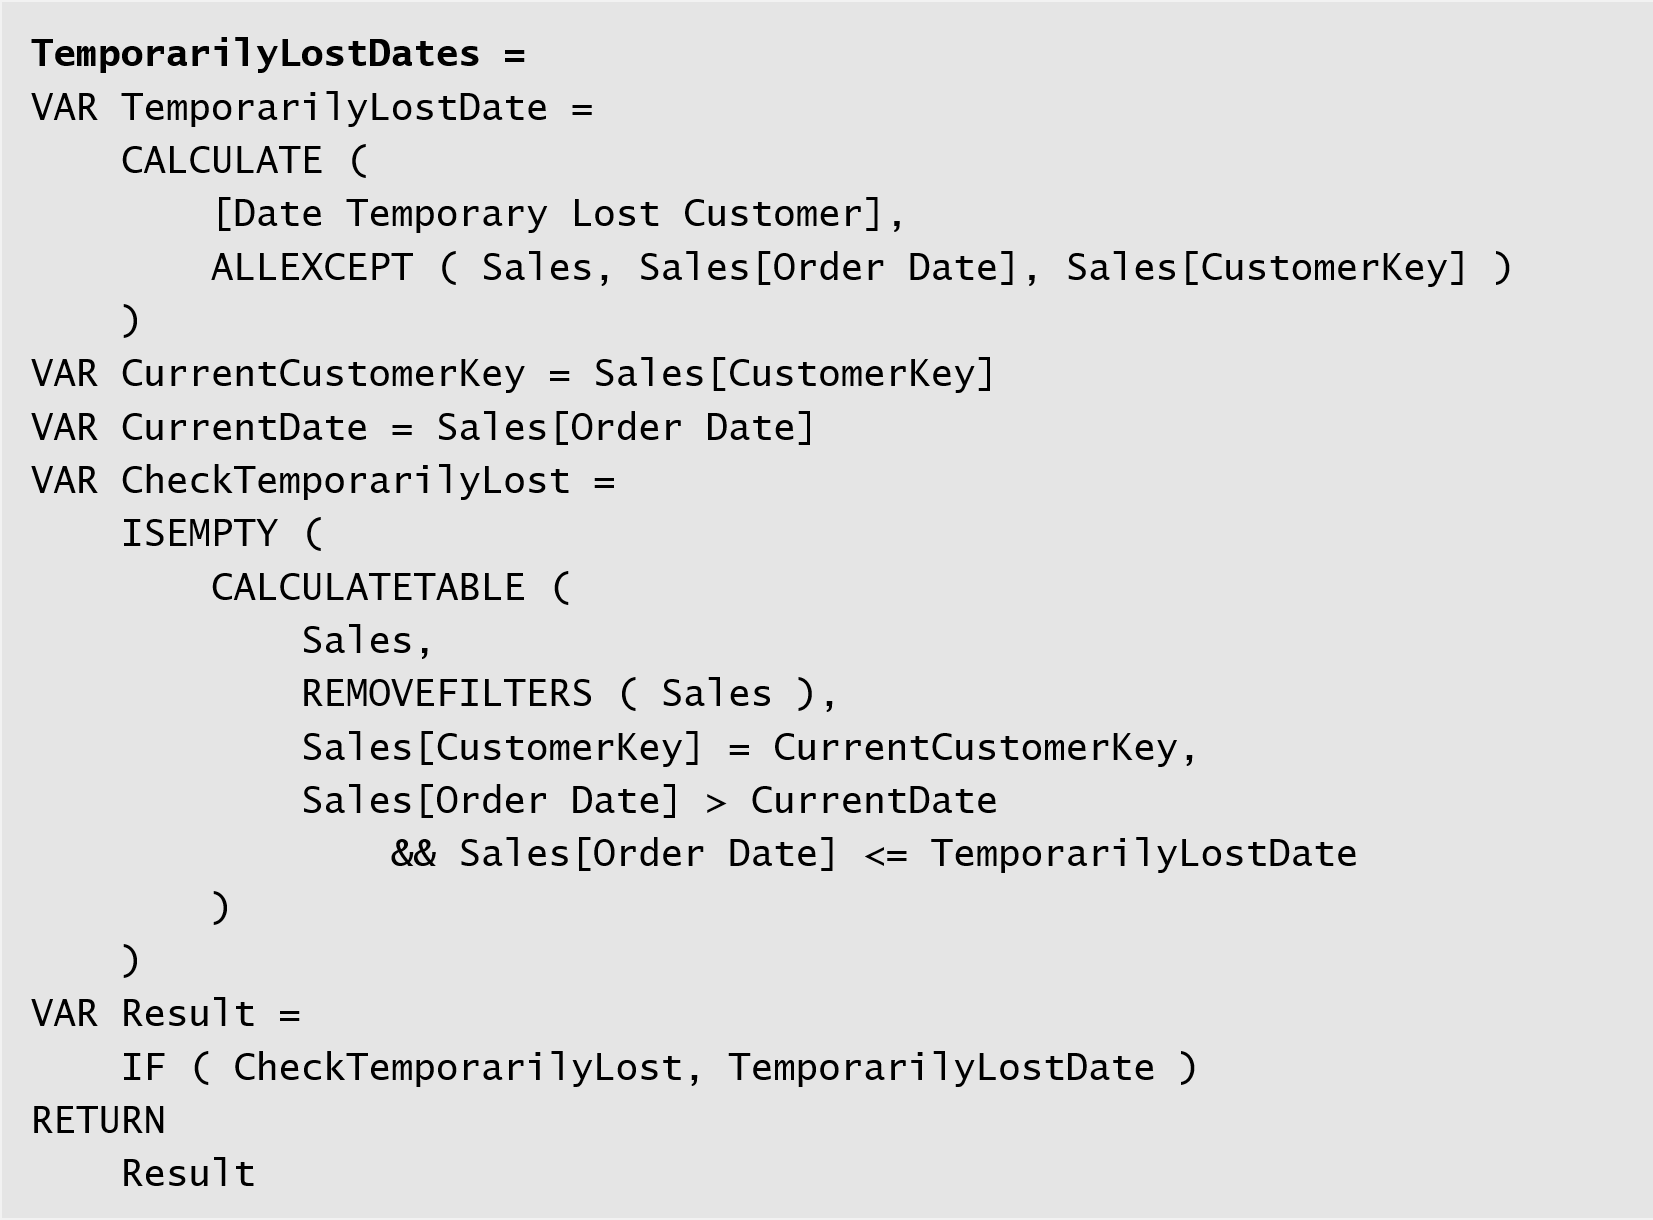 TemporarilyLostDates =
VAR TemporarilyLostDate =
    CALCULATE (
        [Date Temporary Lost Customer],
        ALLEXCEPT ( Sales, Sales[Order Date], Sales[CustomerKey] )
    )
VAR CurrentCustomerKey = Sales[CustomerKey]
VAR CurrentDate = Sales[Order Date]
VAR CheckTemporarilyLost =
    ISEMPTY (
        CALCULATETABLE (
            Sales,
            REMOVEFILTERS ( Sales ),
            Sales[CustomerKey] = CurrentCustomerKey,
            Sales[Order Date] > CurrentDate
                && Sales[Order Date] <= TemporarilyLostDate
        )
    )
VAR Result =
    IF ( CheckTemporarilyLost, TemporarilyLostDate )
RETURN
    Result